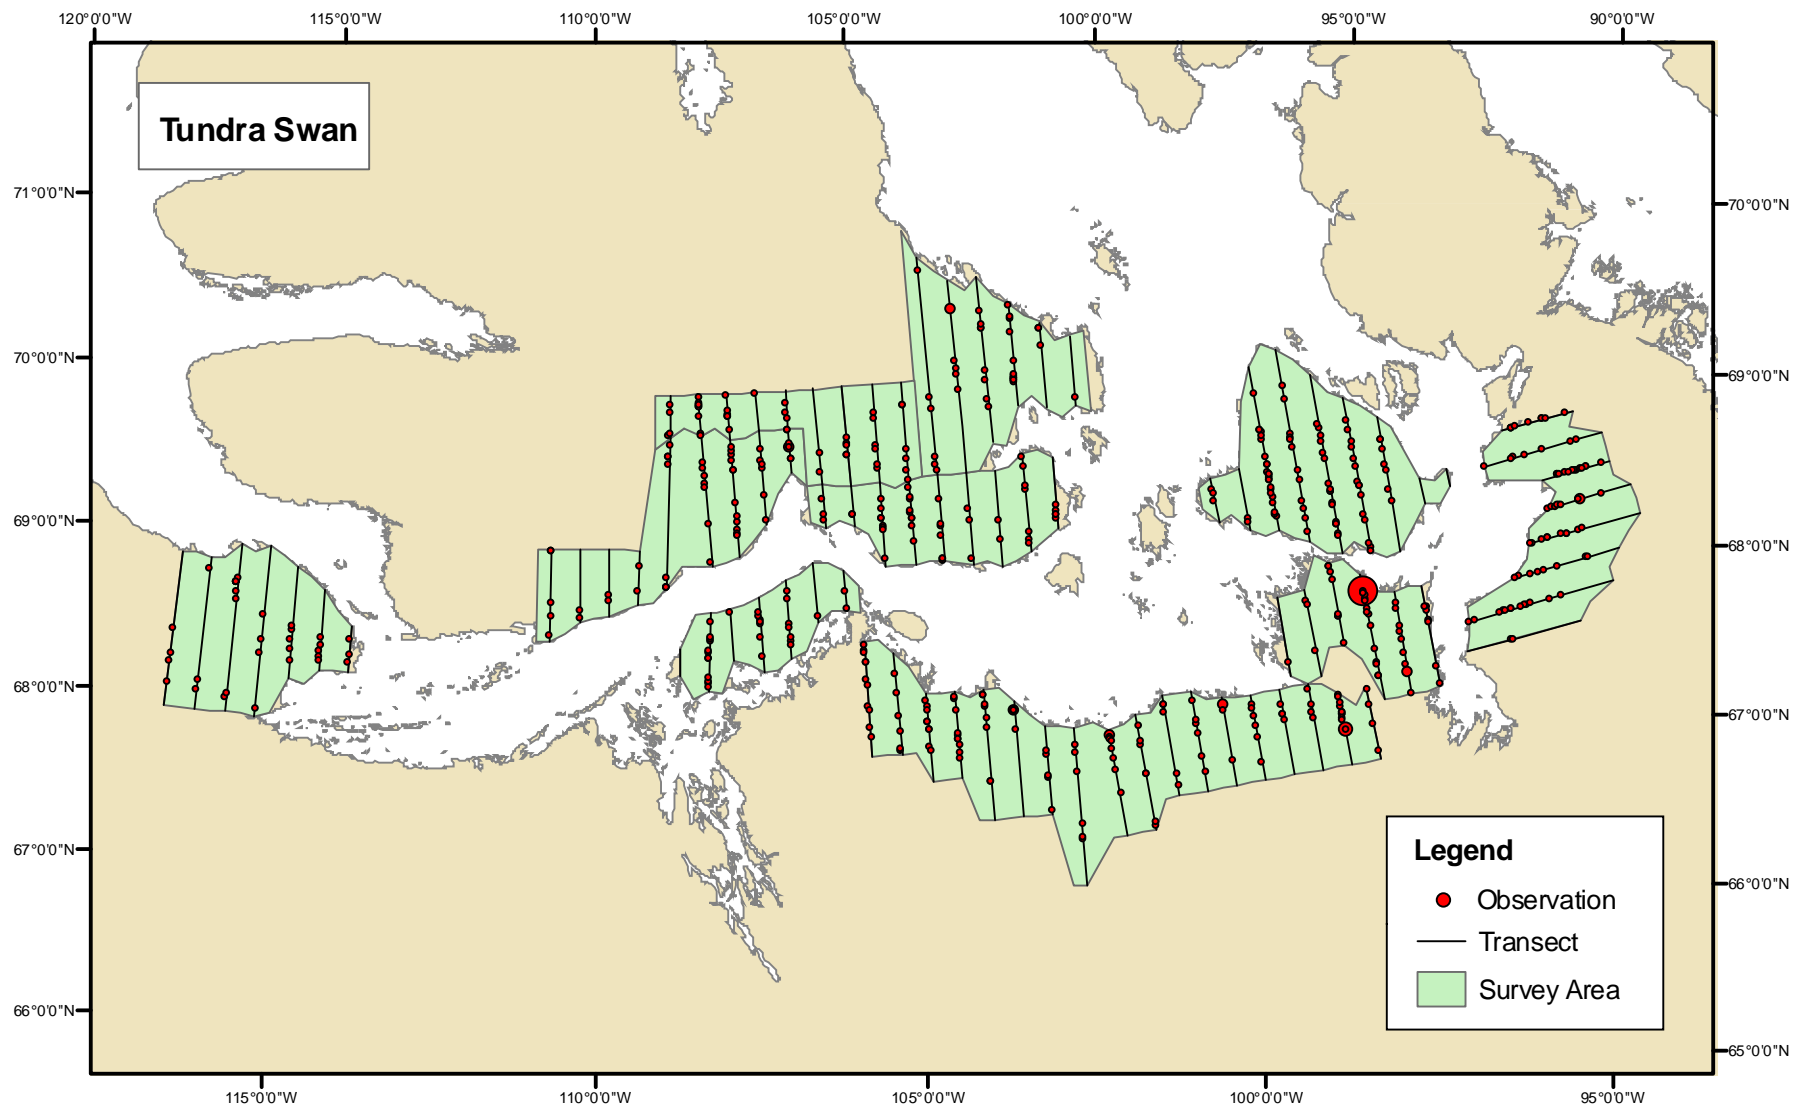 120°0'0"W 115°0'0"W 110°0'0"W 105°0'0"W 100°0'0"W 95°0'0"W 90°0'0"W
Tundra Swan
71°0'0"N
70°0'0"N
70°0'0"N
69°0'0"N
69°0'0"N
68°0'0"N
68°0'0"N
67°0'0"N
67°0'0"N
66°0'0"N
66°0'0"N
65°0'0"N
Legend
Observation
Transect
Survey Area
115°0'0"W 110°0'0"W 105°0'0"W 100°0'0"W 95°0'0"W